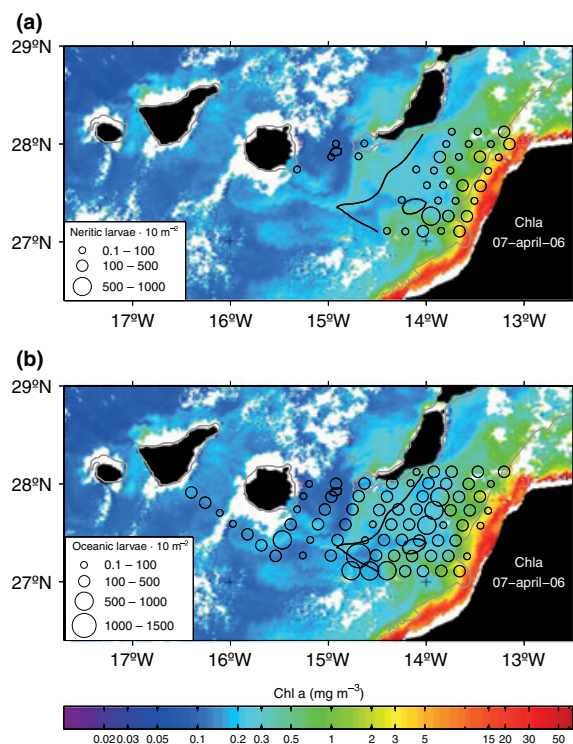 (a)
29ºN
28ºN
27ºN
Neritic larvae · 10 m⁻²
0.1 – 100
100 – 500
500 – 1000
Chla
07–april–06
17ºW 16ºW 15ºW 14ºW 13ºW
(b)
29ºN
28ºN
27ºN
Oceanic larvae · 10 m⁻²
0.1 – 100
100 – 500
500 – 1000
1000 – 1500
Chla
07–april–06
17ºW 16ºW 15ºW 14ºW 13ºW
Chl a (mg m⁻³)
0.02 0.03 0.05 0.1 0.2 0.3 0.5 1 2 3 5 15 20 30 50